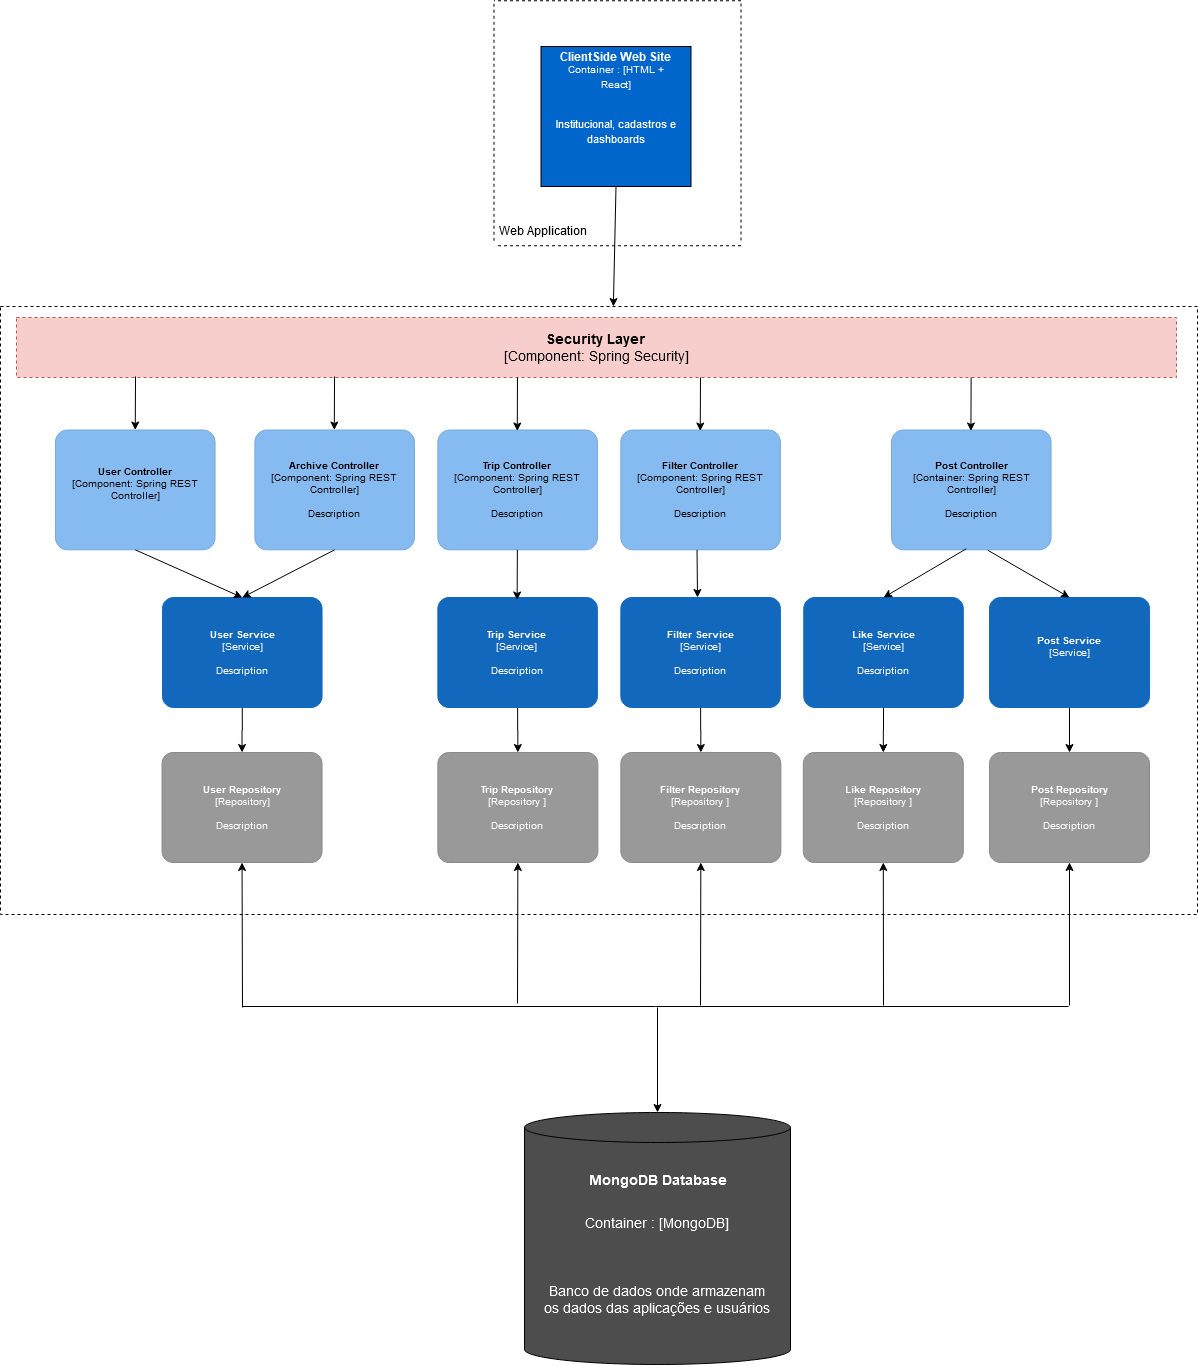 ClientSide Web Site
Container : [HTML +
React]
Institucional, cadastros e
dashboards
Web Application
Security Layer
[Component: Spring Security]
User Controller
[Component: Spring REST
Controller]
Archive Controller
[Component: Spring REST
Controller]
Description
Trip Controller
[Component: Spring REST
Controller]
Description
Filter Controller
[Component: Spring REST
Controller]
Description
Post Controller
[Container: Spring REST
Controller]
Description
User Service
[Service]
Description
Trip Service
[Service]
Description
Filter Service
[Service]
Description
Like Service
[Service]
Description
Post Service
[Service]
User Repository
[Repository]
Description
Trip Repository
[Repository ]
Description
Filter Repository
[Repository ]
Description
Like Repository
[Repository ]
Description
Post Repository
[Repository ]
Description
MongoDB Database
Container : [MongoDB]
Banco de dados onde armazenam
os dados das aplicações e usuários